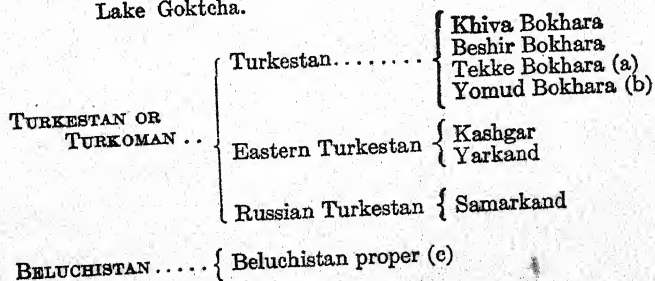 Lake Goktcha.
Khiva Bokhara
Turkestan........ Beshir Bokhara
Tekke Bokhara (a)
Yomud Bokhara (b)
TURKESTAN OR
TURKOMAN ..
Eastern Turkestan { Kashgar
Yarkand
Russian Turkestan { Samarkand
BELUCHISTAN ..... { Beluchistan proper (c)